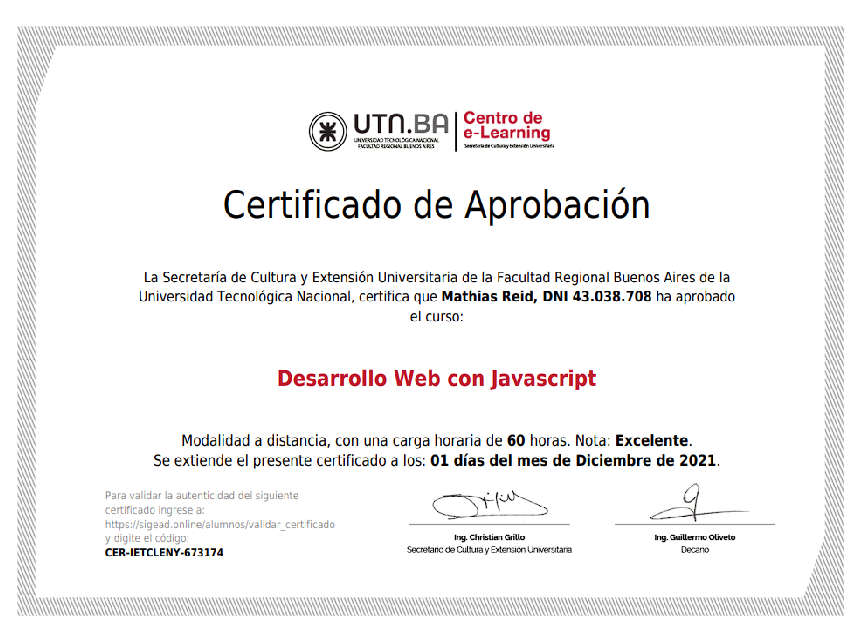 UTN.BA
UNIVERSIDAD TECNOLÓGICA NACIONAL
FACULTAD REGIONAL BUENOS AIRES
Centro de
e-Learning
Secretaría de Cultura y Extensión Universitaria
Certificado de Aprobación
La Secretaría de Cultura y Extensión Universitaria de la Facultad Regional Buenos Aires de la
Universidad Tecnológica Nacional, certifica que Mathias Reid, DNI 43.038.708 ha aprobado
el curso:
Desarrollo Web con Javascript
Modalidad a distancia, con una carga horaria de 60 horas. Nota: Excelente.
Se extiende el presente certificado a los: 01 días del mes de Diciembre de 2021.
Para validar la autenticidad del siguiente
certificado ingrese a:
https://sigead.online/alumnos/validar_certificado
y digite el código:
CER-IETCLENY-673174
Ing. Christian Grillo
Secretario de Cultura y Extensión Universitaria
Ing. Guillermo Oliveto
Decano